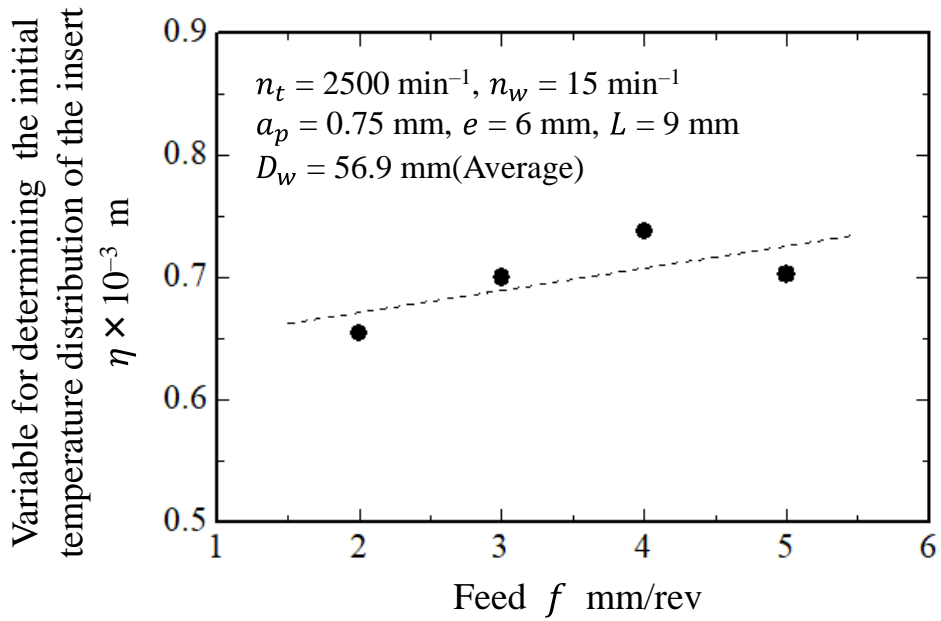 Variable for determining the initial
temperature distribution of the insert
η × 10⁻³ m
0.9
0.8
0.7
0.6
0.5
n_t = 2500 min⁻¹, n_w = 15 min⁻¹
a_p = 0.75 mm, e = 6 mm, L = 9 mm
D_w = 56.9 mm(Average)
1 2 3 4 5 6
Feed f mm/rev